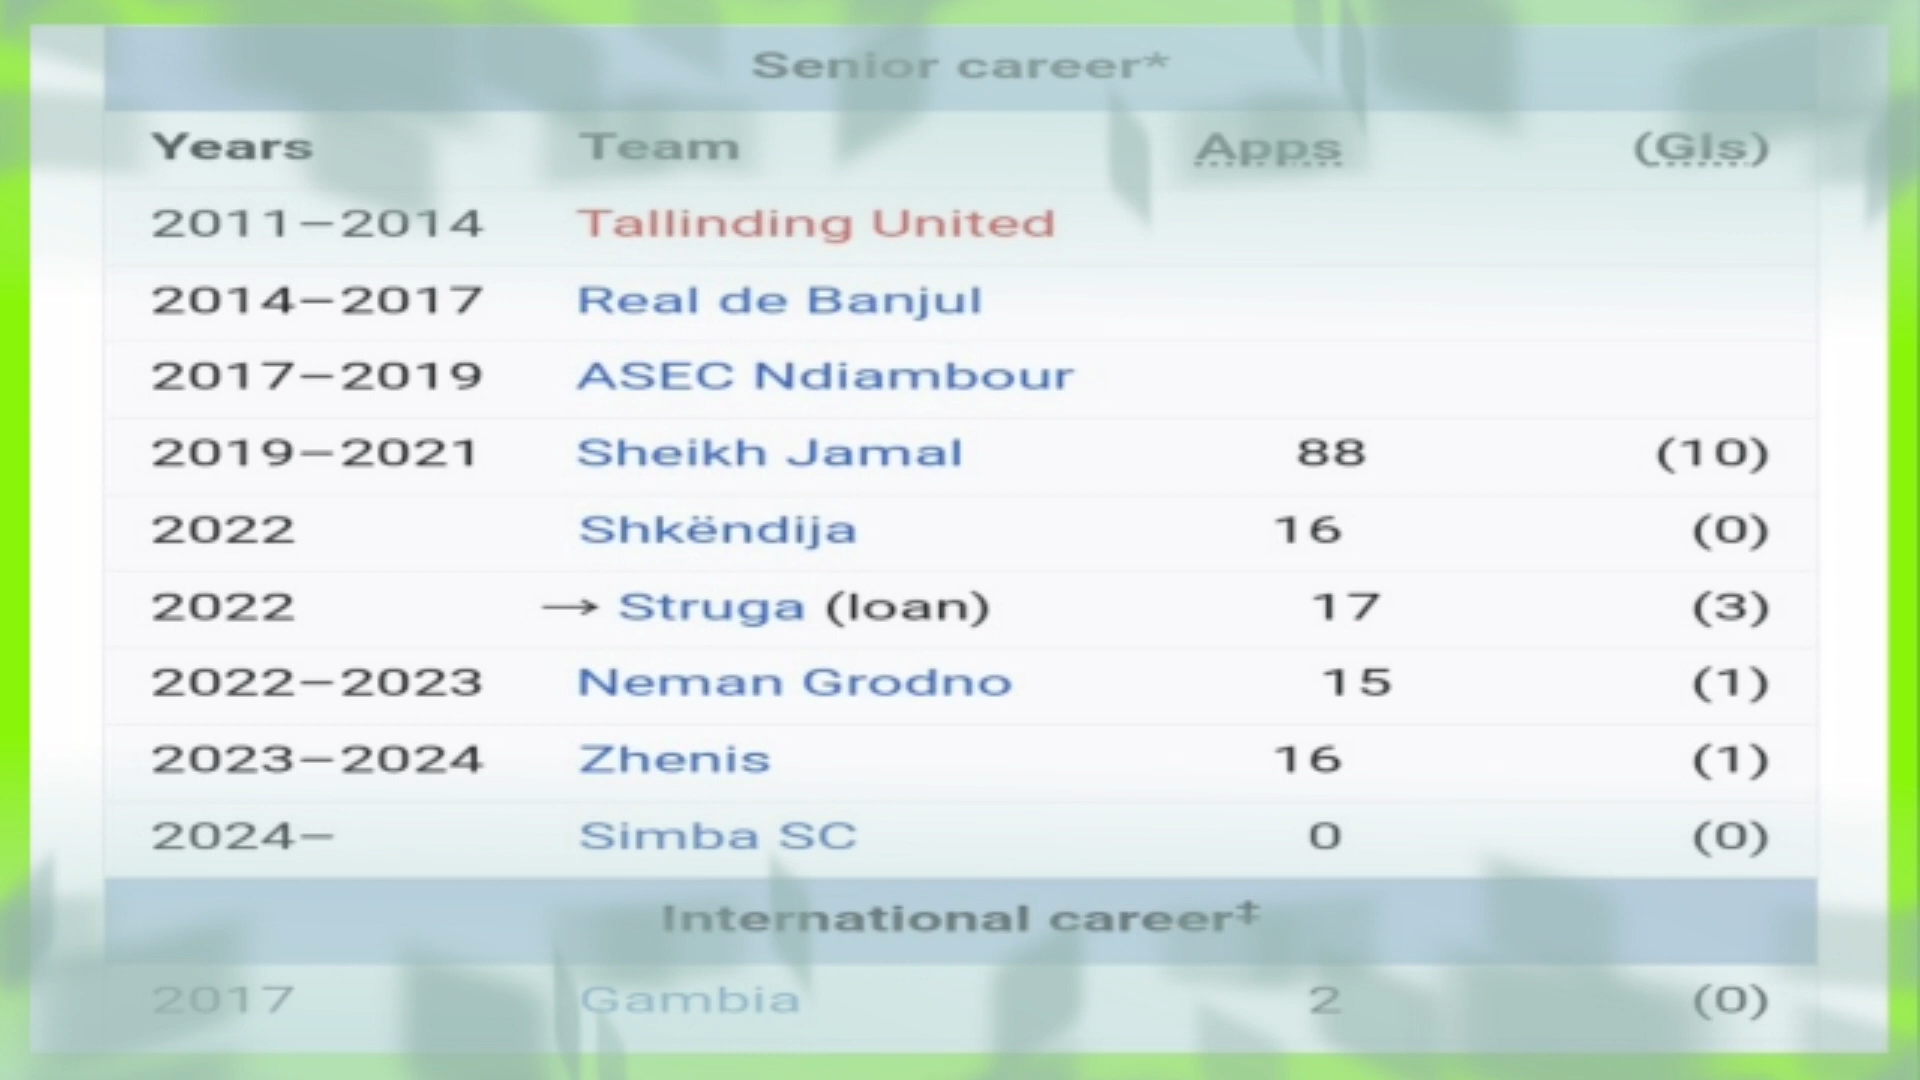 Senior career*
Years Team Apps (Gls)
2011–2014 Tallinding United
2014–2017 Real de Banjul
2017–2019 ASEC Ndiambour
2019–2021 Sheikh Jamal 88 (10)
2022 Shkëndija 16 (0)
2022 → Struga (loan) 17 (3)
2022–2023 Neman Grodno 15 (1)
2023–2024 Zhenis 16 (1)
2024– Simba SC 0 (0)
International career‡
2017 Gambia 2 (0)